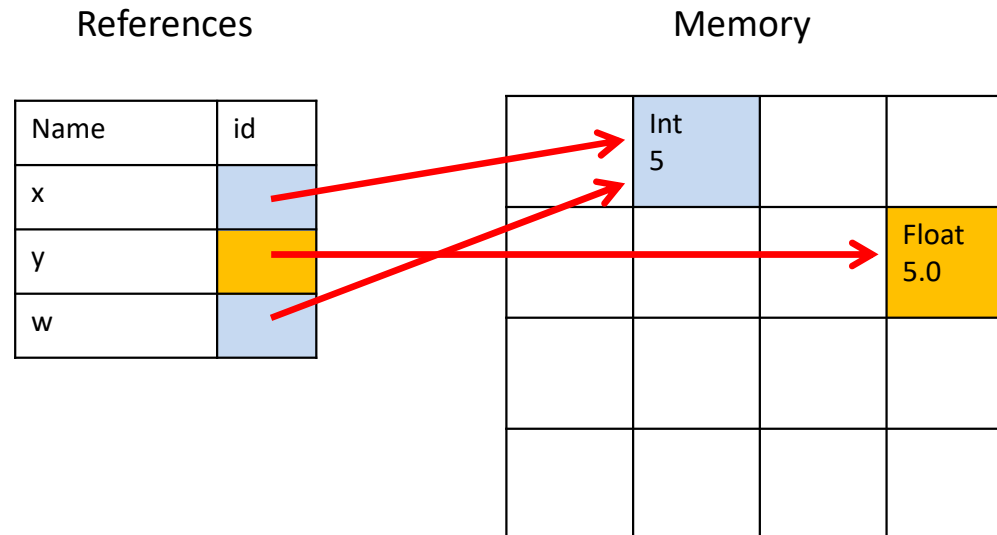 References
Memory
Name id
x
y
w
Int
5
Float
5.0